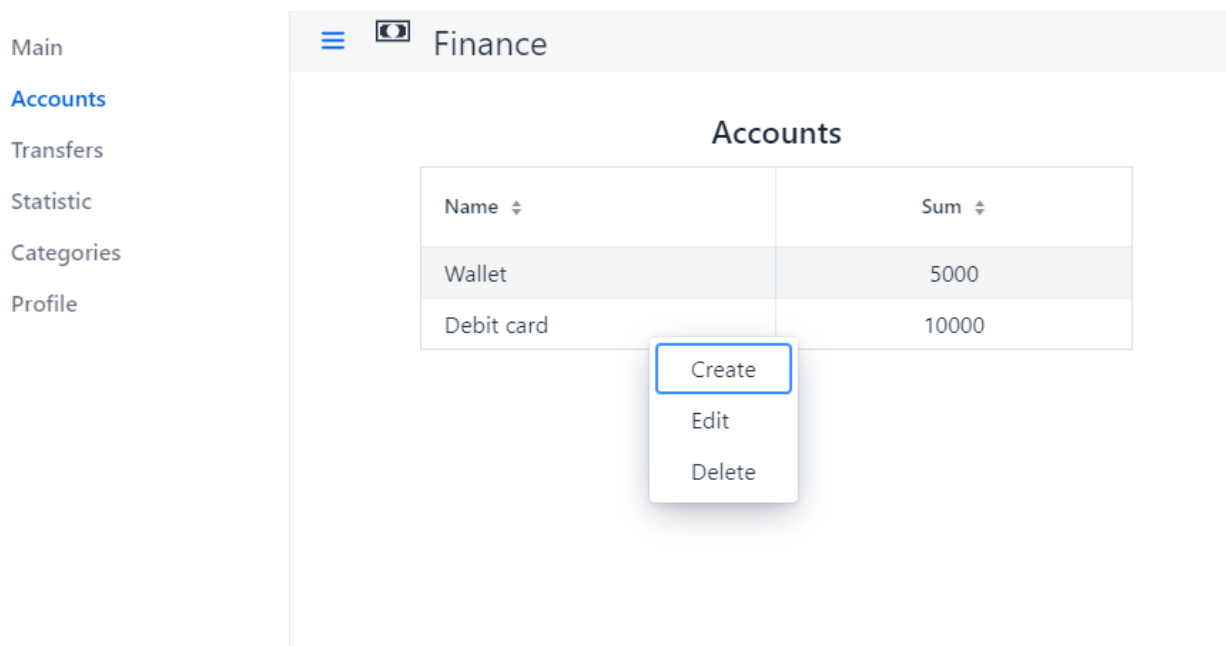 Main
Accounts
Transfers
Statistic
Categories
Profile
Finance
Accounts
Name Sum
Wallet 5000
Debit card 10000
Create
Edit
Delete